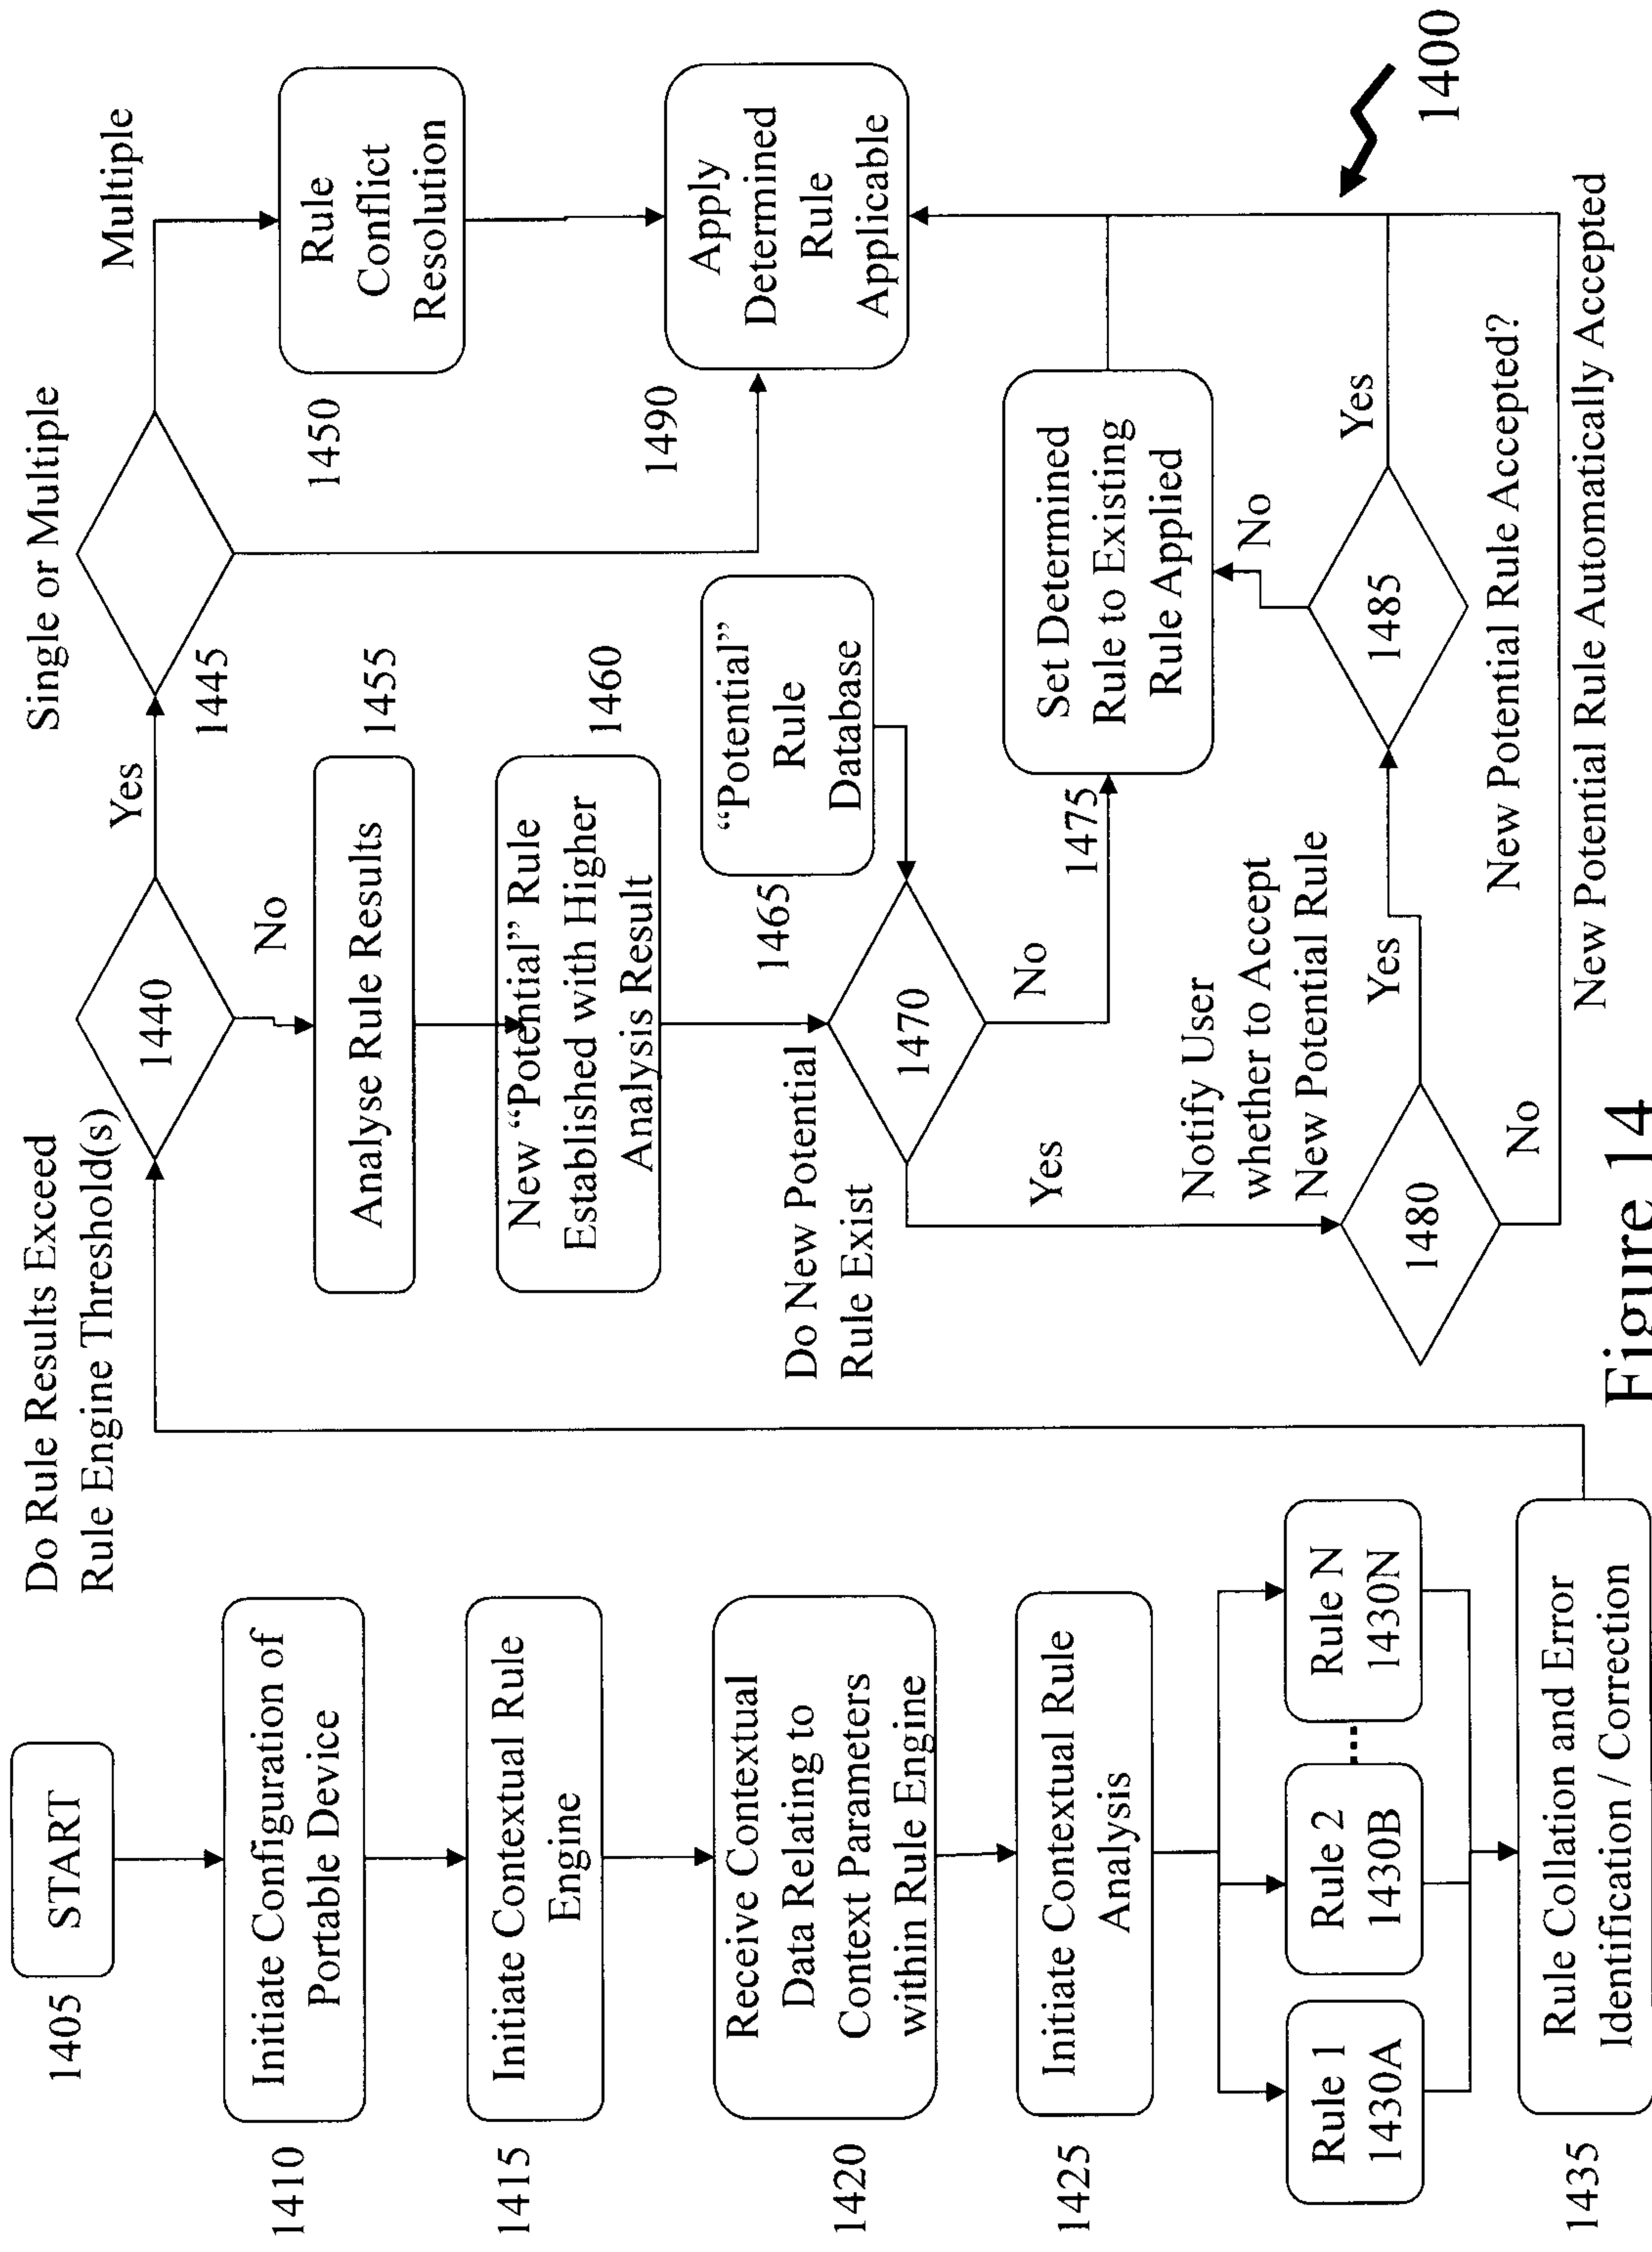 1405
START
1410
Initiate Configuration of
Portable Device
1415
Initiate Contextual Rule
Engine
1420
Receive Contextual
Data Relating to
Context Parameters
within Rule Engine
1425
Initiate Contextual Rule
Analysis
Rule 1
1430A
Rule 2
1430B
...
Rule N
1430N
1435
Rule Collation and Error
Identification / Correction
Do Rule Results Exceed
Rule Engine Threshold(s)
1440
Yes
No
Single or Multiple
1445
Multiple
Rule
Conflict
Resolution
1450
1455
Analyse Rule Results
1460
New “Potential” Rule
Established with Higher
Analysis Result
“Potential”
Rule
Database
1465
Do New Potential
Rule Exist
1470
No
Yes
1475
Set Determined
Rule to Existing
Rule Applied
1490
Apply
Determined
Rule
Applicable
Notify User
whether to Accept
New Potential Rule
1480
Yes
No
1485
No
Yes
New Potential Rule Accepted?
New Potential Rule Automatically Accepted
1400
Figure 14